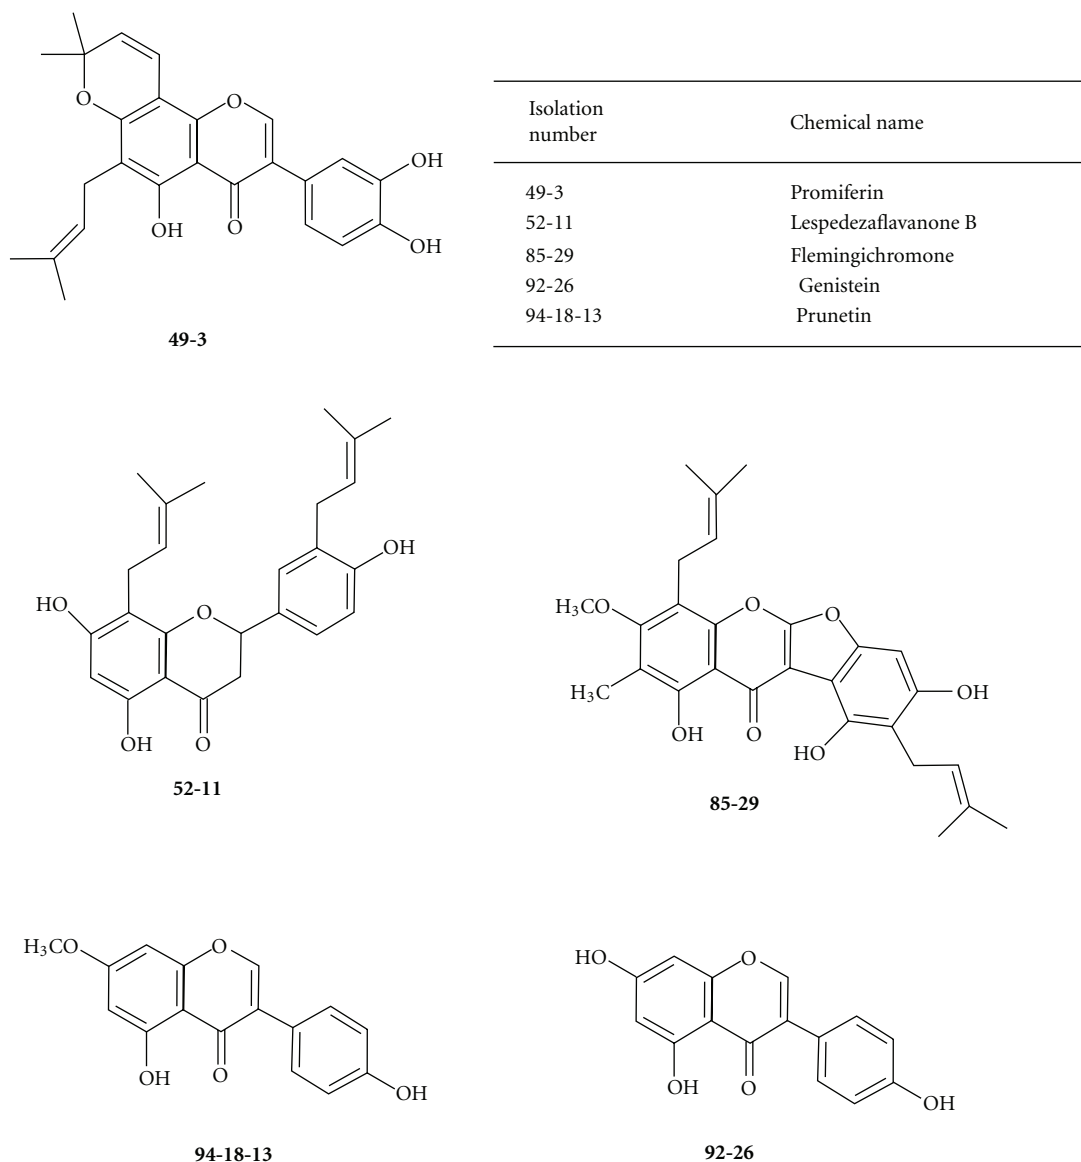 O
O
OH
OH
O
OH
49-3
Isolation
number
Chemical name
49-3 Promiferin
52-11 Lespedezaflavanone B
85-29 Flemingichromone
92-26 Genistein
94-18-13 Prunetin
OH
HO
O
OH
O
52-11
H3CO
O
O
H3C
OH
OH
O
HO
85-29
H3CO
O
OH
O
OH
94-18-13
HO
O
OH
O
OH
92-26